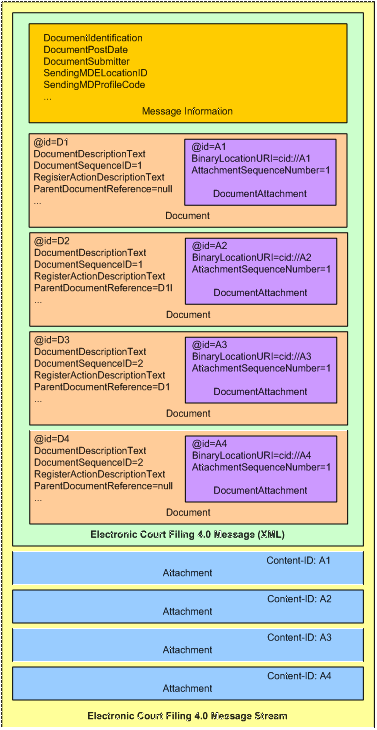 DocumentIdentification
DocumentPostDate
DocumentSubmitter
SendingMDELocationID
SendingMDProfileCode
...
Message Information
@id=D1
DocumentDescriptionText
DocumentSequenceID=1
RegisterActionDescriptionText
ParentDocumentReference=null
...
@id=A1
BinaryLocationURI=cid://A1
AttachmentSequenceNumber=1
DocumentAttachment
Document
@id=D2
DocumentDescriptionText
DocumentSequenceID=1
RegisterActionDescriptionText
ParentDocumentReference=D1I
...
@id=A2
BinaryLocationURI=cid://A2
AttachmentSequenceNumber=1
DocumentAttachment
Document
@id=D3
DocumentDescriptionText
DocumentSequenceID=2
RegisterActionDescriptionText
ParentDocumentReference=D1
...
@id=A3
BinaryLocationURI=cid://A3
AttachmentSequenceNumber=1
DocumentAttachment
Document
@id=D4
DocumentDescriptionText
DocumentSequenceID=2
RegisterActionDescriptionText
ParentDocumentReference=null
...
@id=A4
BinaryLocationURI=cid://A4
AttachmentSequenceNumber=1
DocumentAttachment
Document
Electronic Court Filing 4.0 Message (XML)
Content-ID: A1
Attachment
Content-ID: A2
Attachment
Content-ID: A3
Attachment
Content-ID: A4
Attachment
Electronic Court Filing 4.0 Message Stream